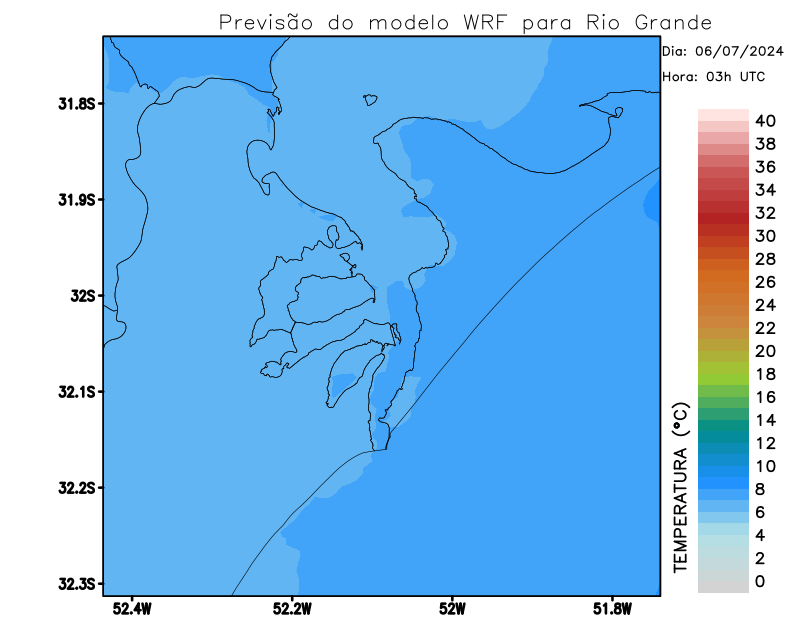 Previsão do modelo WRF para Rio Grande
Dia: 06/07/2024
Hora: 03h UTC
31.8S
31.9S
32S
32.1S
32.2S
32.3S
52.4W
52.2W
52W
51.8W
TEMPERATURA (°C)
40
38
36
34
32
30
28
26
24
22
20
18
16
14
12
10
8
6
4
2
0